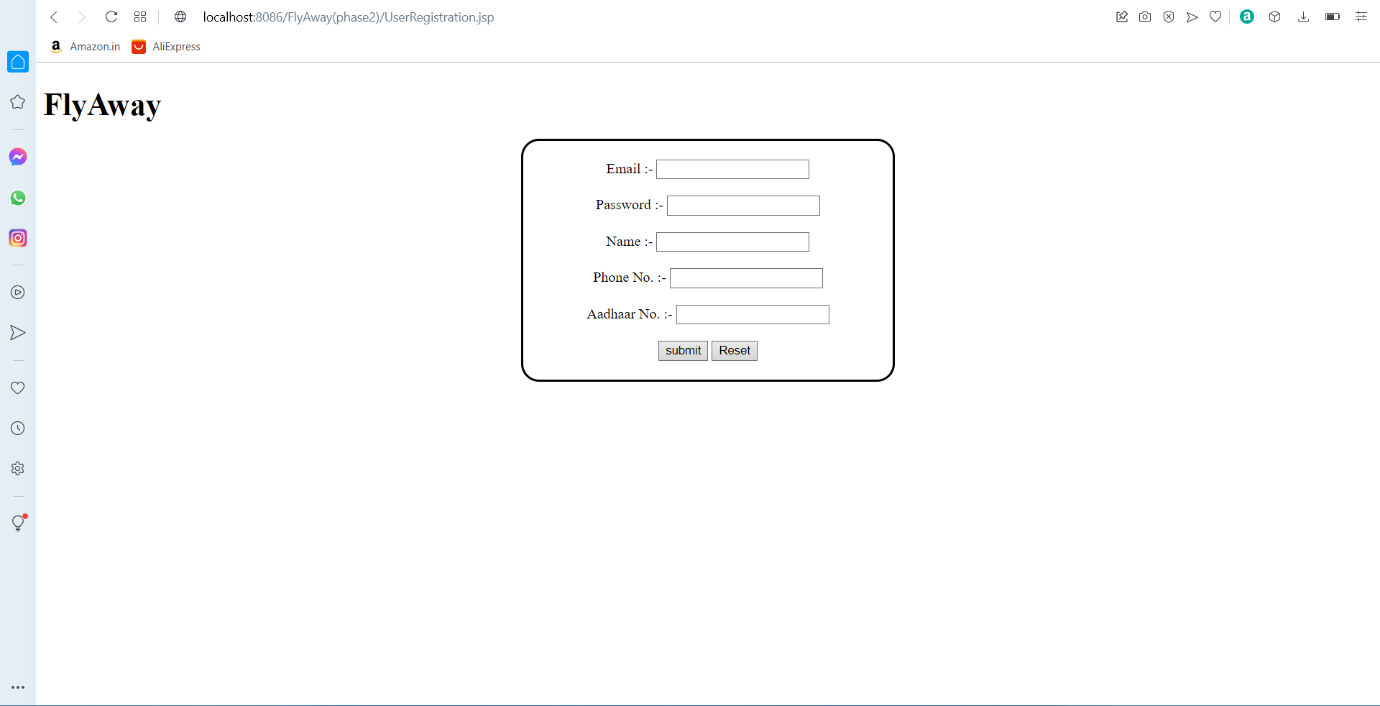 localhost:8086/FlyAway(phase2)/UserRegistration.jsp
a Amazon.in AliExpress
FlyAway
Email :-
Password :-
Name :-
Phone No. :-
Aadhaar No. :-
submit Reset